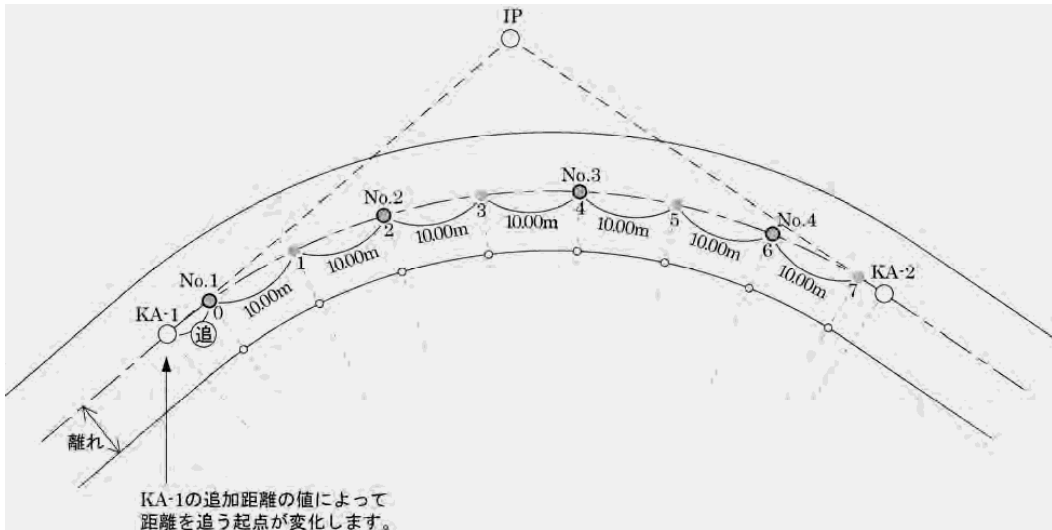 IP
No.3
No.2
3
4
5
No.4
2
10.00m
10.00m
6
10.00m
10.00m
1
10.00m
10.00m
7
KA-2
No.1
0
10.00m
KA-1
追
離れ
KA-1の追加距離の値によって
距離を追う起点が変化します。